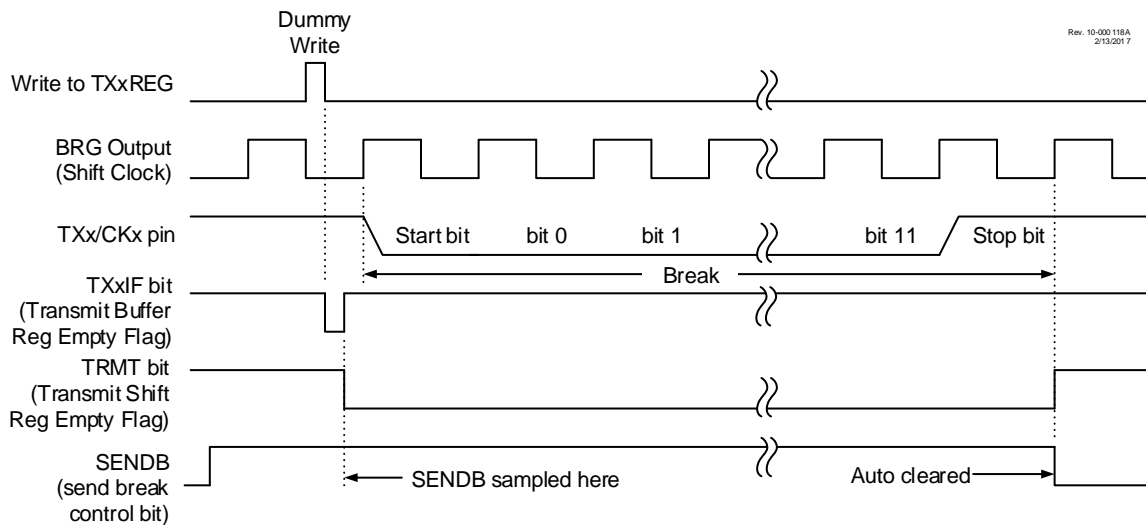 Dummy
Write
Rev. 10-000 118A
2/13/201 7
Write to TXxREG
BRG Output
(Shift Clock)
TXx/CKx pin
Start bit
bit 0
bit 1
bit 11
Stop bit
Break
TXxIF bit
(Transmit Buffer
Reg Empty Flag)
TRMT bit
(Transmit Shift
Reg Empty Flag)
SENDB
(send break
control bit)
SENDB sampled here
Auto cleared